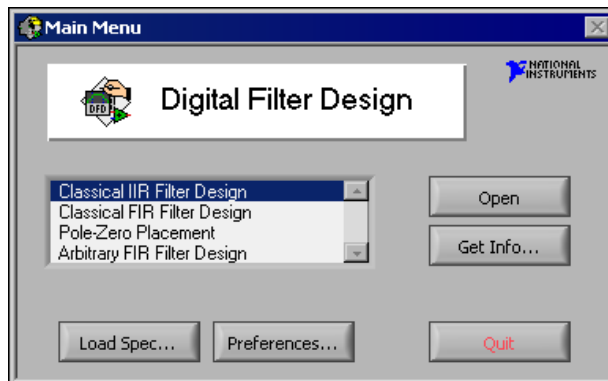 Main Menu
NATIONAL
INSTRUMENTS
DFD
Digital Filter Design
Classical IIR Filter Design
Classical FIR Filter Design
Pole-Zero Placement
Arbitrary FIR Filter Design
Open
Get Info...
Load Spec...
Preferences...
Quit